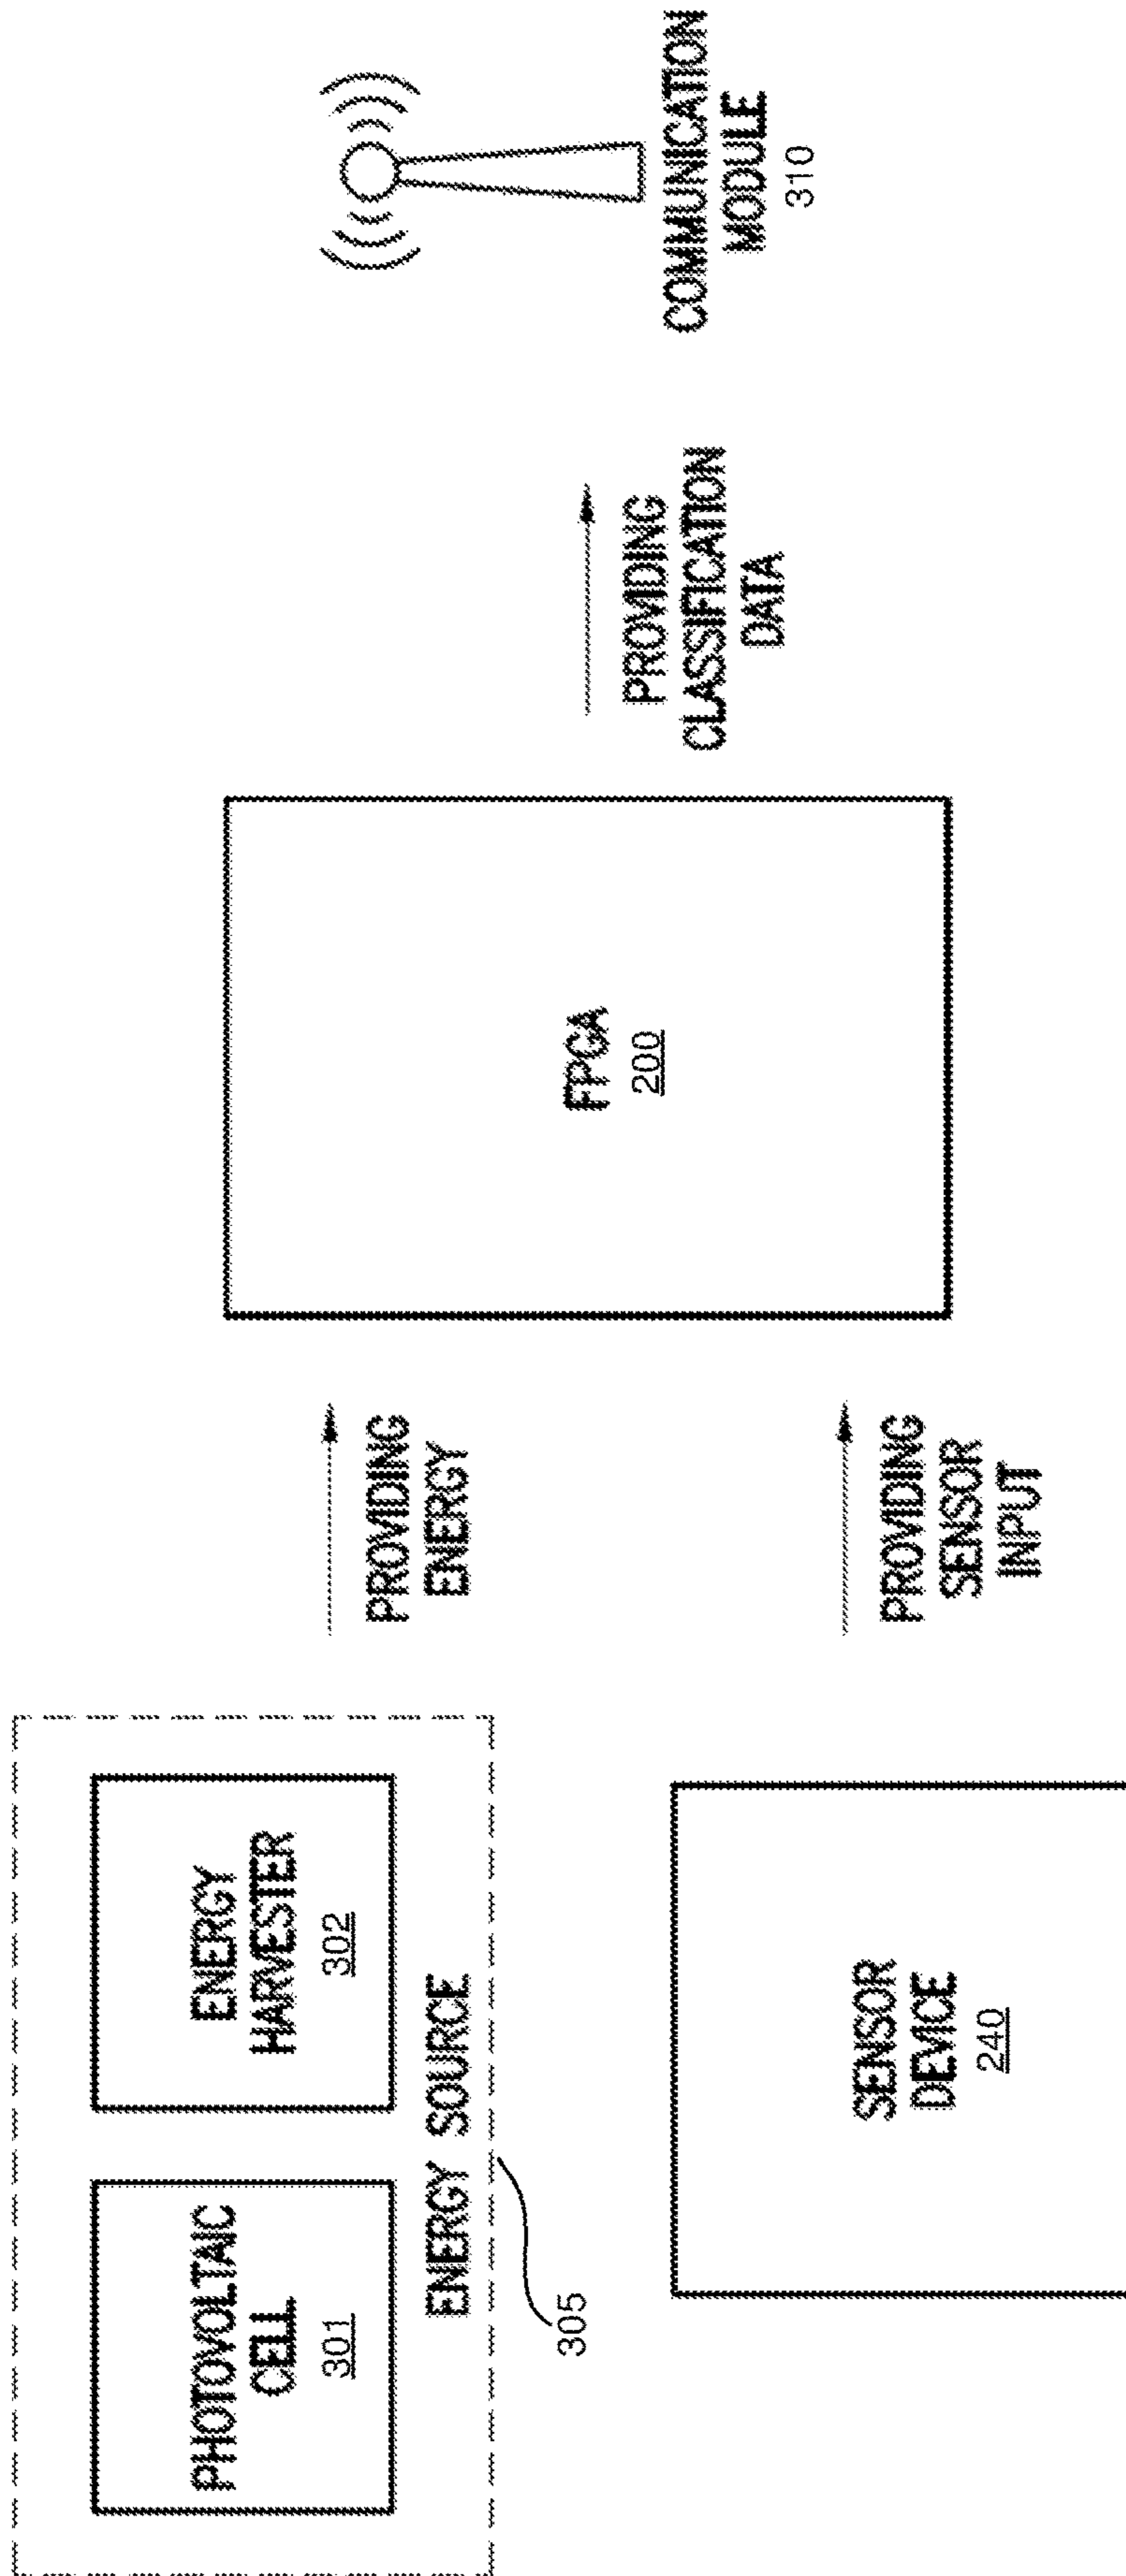 PHOTOVOLTAIC
CELL
301
ENERGY
HARVESTER
302
ENERGY SOURCE
305
SENSOR
DEVICE
240
PROVIDING
ENERGY
PROVIDING
SENSOR
INPUT
FPGA
200
PROVIDING
CLASSIFICATION
DATA
COMMUNICATION
MODULE
310